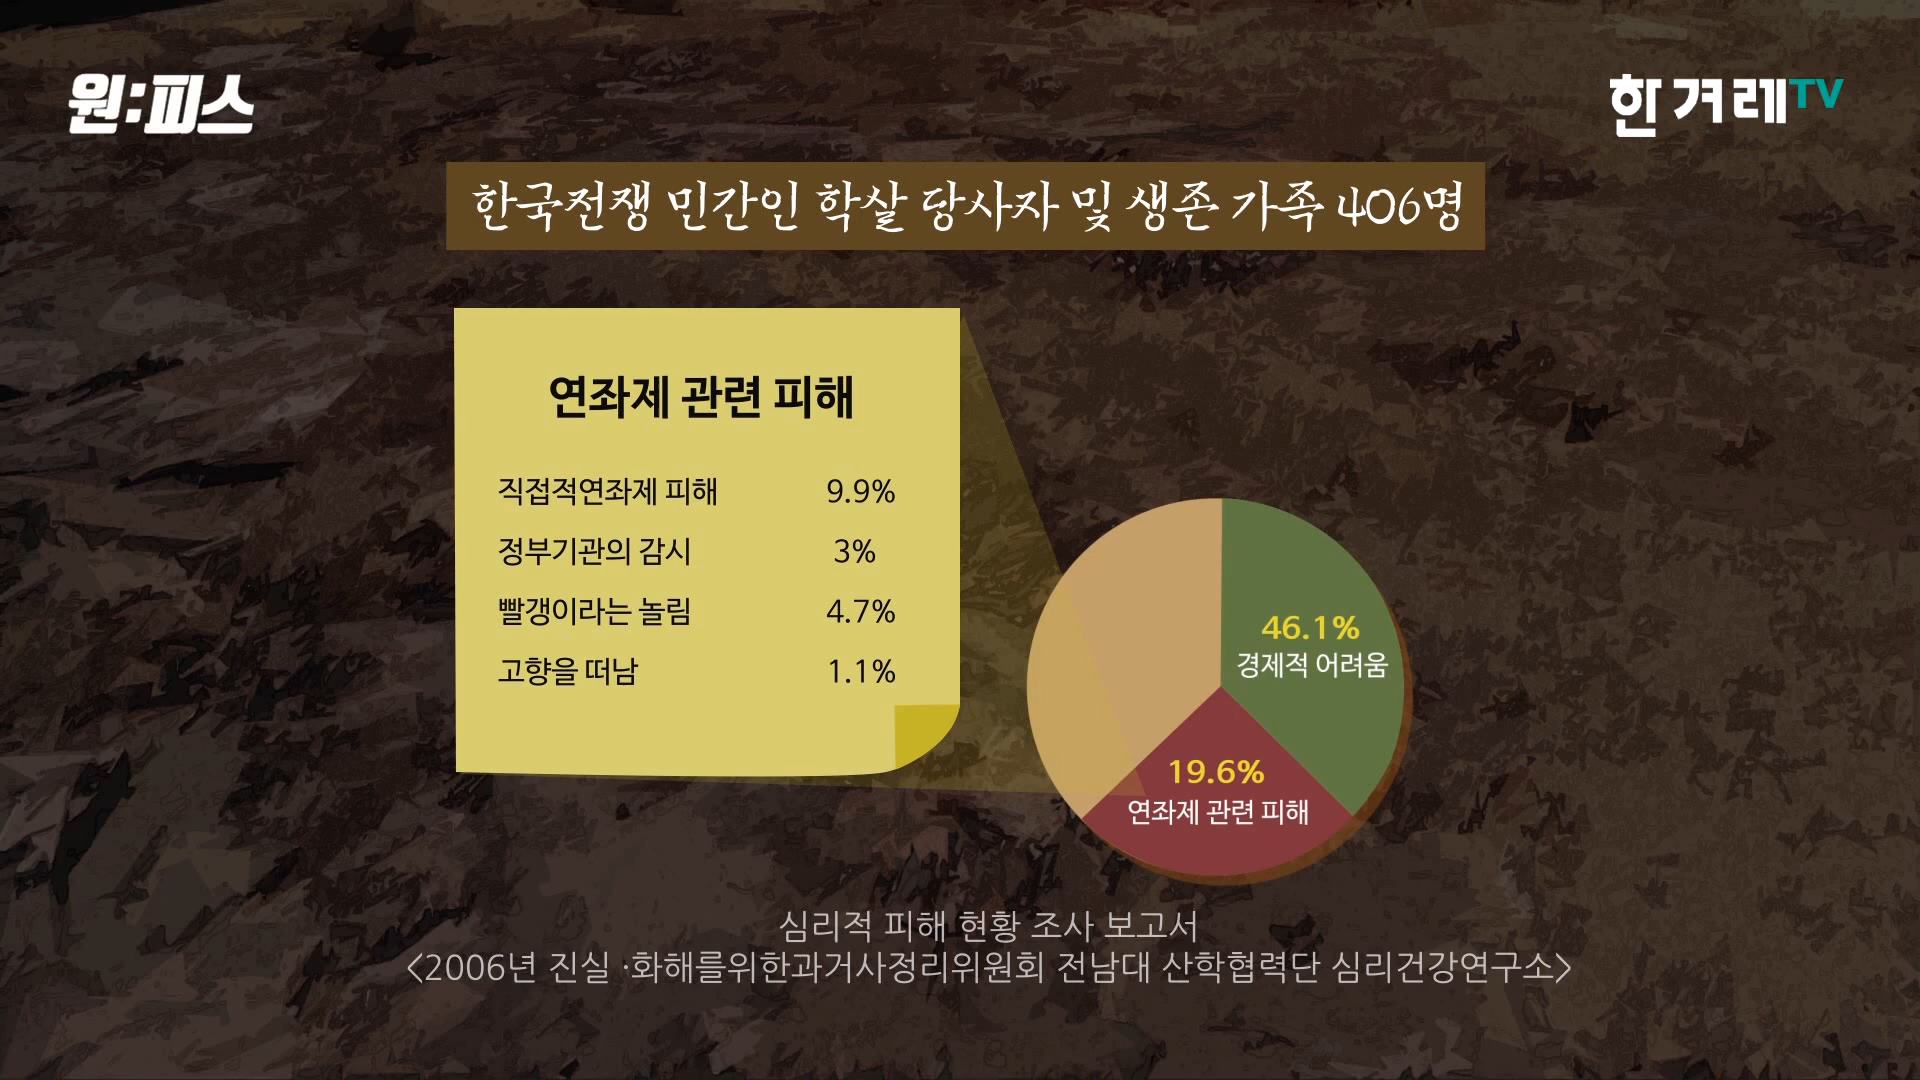 원:피스
한겨레TV
한국전쟁 민간인 학살 당사자 및 생존 가족 406명
연좌제 관련 피해
직접적연좌제 피해 9.9%
정부기관의 감시 3%
빨갱이라는 놀림 4.7%
고향을 떠남 1.1%
46.1%
경제적 어려움
19.6%
연좌제 관련 피해
심리적 피해 현황 조사 보고서
<2006년 진실 ·화해를위한과거사정리위원회 전남대 산학협력단 심리건강연구소>